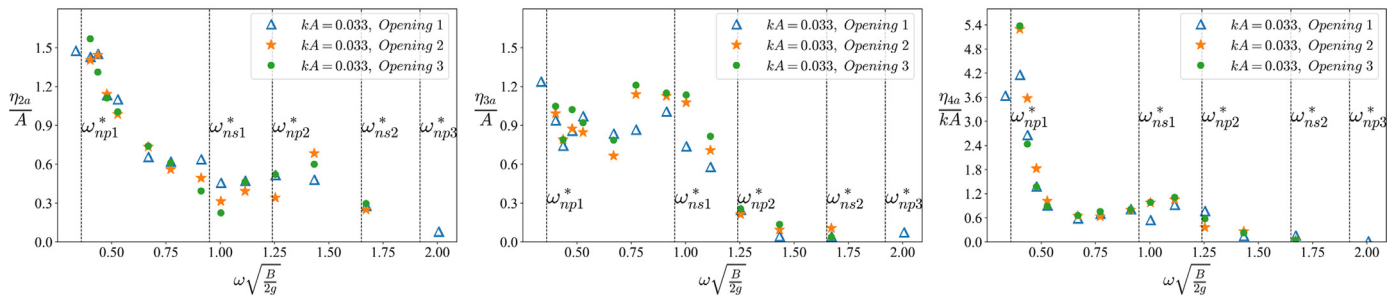 kA = 0.033, Opening 1
kA = 0.033, Opening 2
kA = 0.033, Opening 3
η2a/A
1.5
1.2
0.9
0.6
0.3
0.0
ω*np1
ω*ns1
ω*np2
ω*ns2
ω*np3
0.50 0.75 1.00 1.25 1.50 1.75 2.00
ω√(B/2g)
kA = 0.033, Opening 1
kA = 0.033, Opening 2
kA = 0.033, Opening 3
η3a/A
1.5
1.2
0.9
0.6
0.3
0.0
ω*np1
ω*ns1
ω*np2
ω*ns2
ω*np3
0.50 0.75 1.00 1.25 1.50 1.75 2.00
ω√(B/2g)
kA = 0.033, Opening 1
kA = 0.033, Opening 2
kA = 0.033, Opening 3
η4a/kA
5.4
4.8
4.2
3.6
3.0
2.4
1.8
1.2
0.6
0.0
ω*np1
ω*ns1
ω*np2
ω*ns2
ω*np3
0.50 0.75 1.00 1.25 1.50 1.75 2.00
ω√(B/2g)